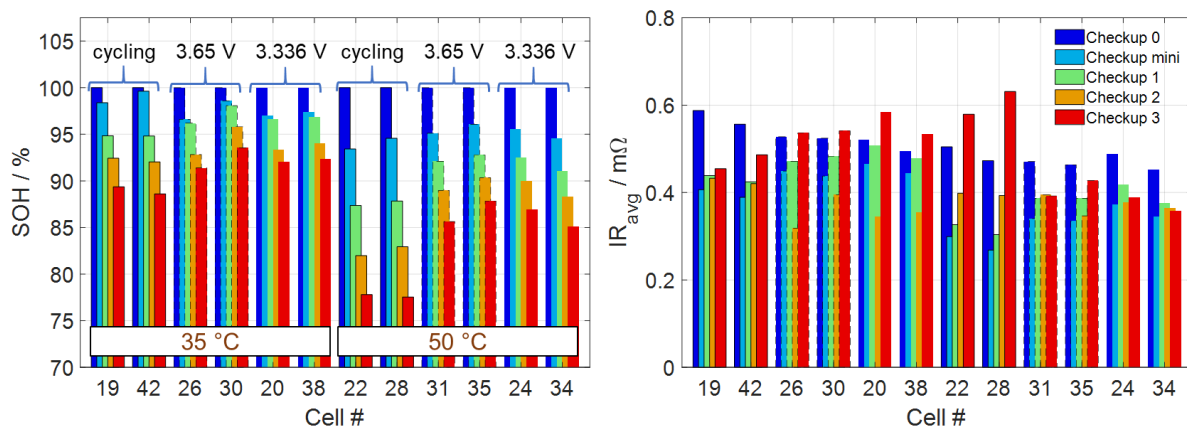 cycling 3.65 V 3.336 V cycling 3.65 V 3.336 V
105
100
95
90
85
80
75
70
SOH / %
35 °C 50 °C
19 42 26 30 20 38 22 28 31 35 24 34
Cell #
0.8
0.6
0.4
0.2
0
IRavg / mΩ
Checkup 0
Checkup mini
Checkup 1
Checkup 2
Checkup 3
19 42 26 30 20 38 22 28 31 35 24 34
Cell #